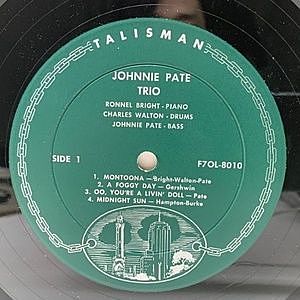 TALISMAN
JOHNNIE PATE
TRIO
RONNEL BRIGHT - PIANO
CHARLES WALTON - DRUMS
JOHNNIE PATE - BASS
SIDE 1
F7OL-8010
1. MONTOONA — Bright-Walton-Pate
2. A FOGGY DAY — Gershwin
3. OO, YOU'RE A LIVIN' DOLL — Pate
4. MIDNIGHT SUN — Hampton-Burke